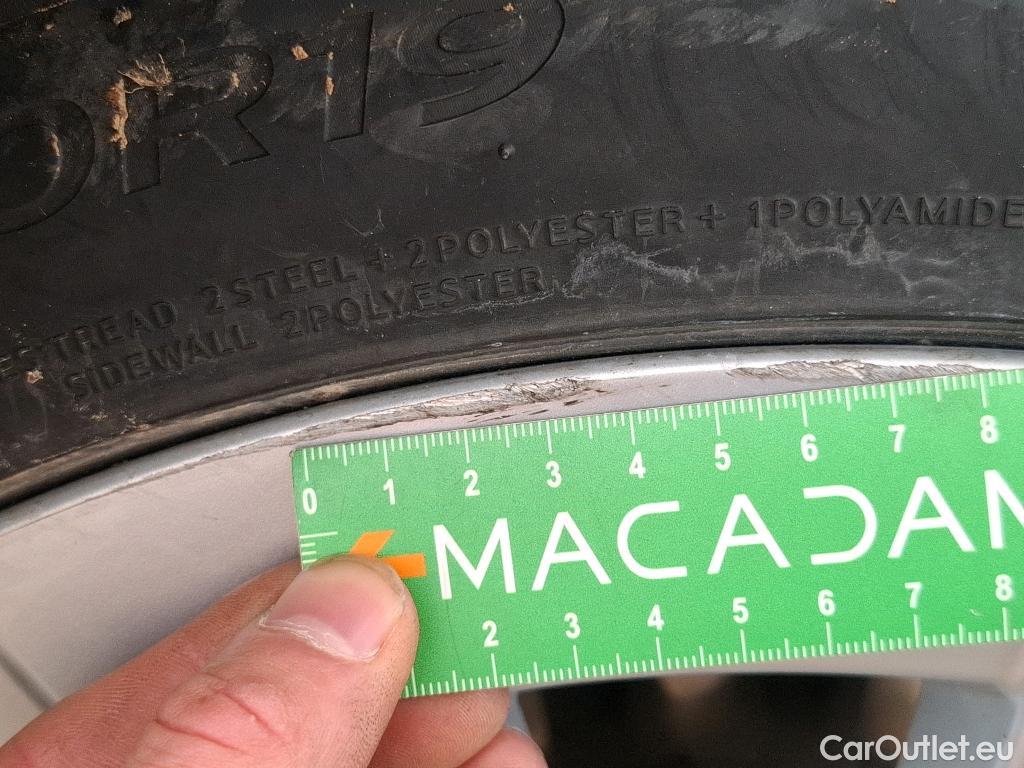 0R19
TREAD 2STEEL + 2POLYESTER + 1POLYAMIDE
SIDEWALL 2POLYESTER
0 1 2 3 4 5 6 7 8
MACADAM
2 3 4 5 6 7 8
CarOutlet.eu